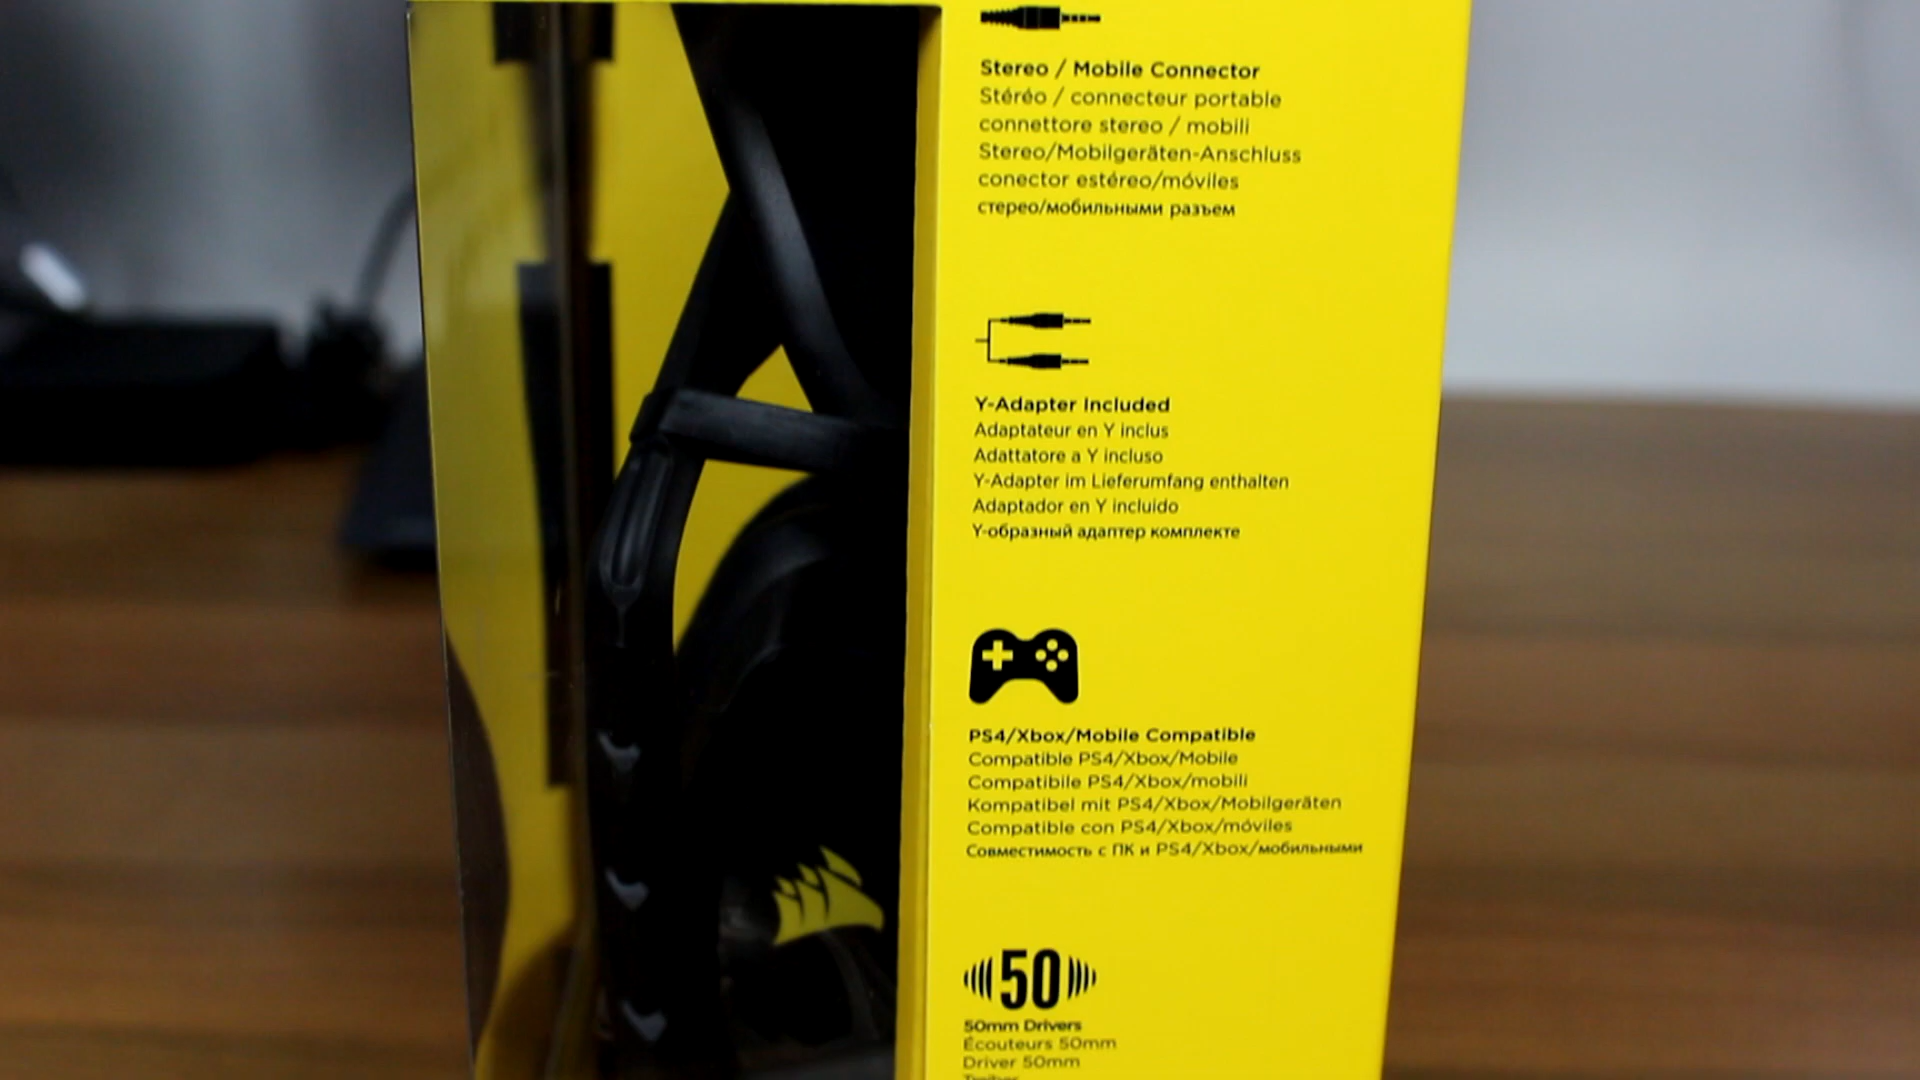 Stereo / Mobile Connector
Stéréo / connecteur portable
connettore stereo / mobili
Stereo/Mobilgeräten-Anschluss
conector estéreo/móviles
стерео/мобильными разъем
Y-Adapter Included
Adaptateur en Y inclus
Adattatore a Y incluso
Y-Adapter im Lieferumfang enthalten
Adaptador en Y incluido
Y-образный адаптер комплекте
PS4/Xbox/Mobile Compatible
Compatible PS4/Xbox/Mobile
Compatibile PS4/Xbox/mobili
Kompatibel mit PS4/Xbox/Mobilgeräten
Compatible con PS4/Xbox/móviles
Совместимость с ПК и PS4/Xbox/мобильными
50
50mm Drivers
Écouteurs 50mm
Driver 50mm